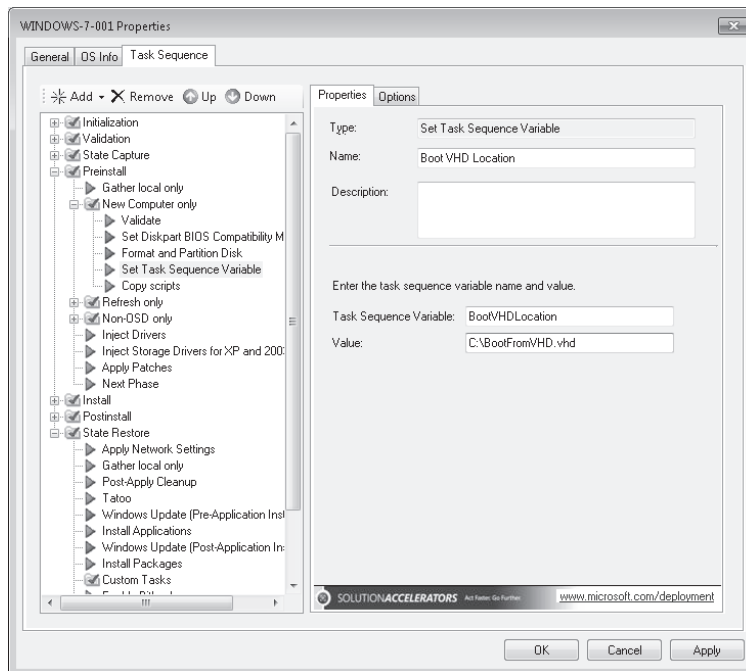 WINDOWS-7-001 Properties
General
OS Info
Task Sequence
Add
Remove
Up
Down
Initialization
Validation
State Capture
Preinstall
Gather local only
New Computer only
Validate
Set Diskpart BIOS Compatibility M
Format and Partition Disk
Set Task Sequence Variable
Copy scripts
Refresh only
Non-OSD only
Inject Drivers
Inject Storage Drivers for XP and 200
Apply Patches
Next Phase
Install
Postinstall
State Restore
Apply Network Settings
Gather local only
Post-Apply Cleanup
Tatoo
Windows Update (Pre-Application Inst
Install Applications
Windows Update (Post-Application In
Install Packages
Custom Tasks
Properties
Options
Type: Set Task Sequence Variable
Name: Boot VHD Location
Description:
Enter the task sequence variable name and value.
Task Sequence Variable: BootVHDLocation
Value: C:\BootFromVHD.vhd
SOLUTIONACCELERATORS Act Faster. Go Further. www.microsoft.com/deployment
OK
Cancel
Apply